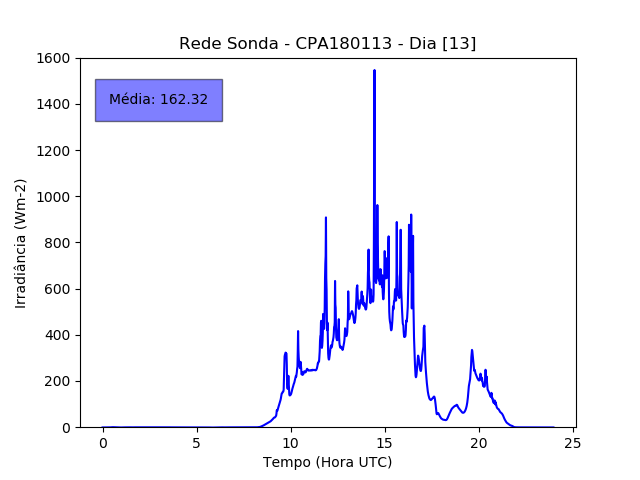 Rede Sonda - CPA180113 - Dia [13]
1600
1400
1200
1000
800
600
400
200
0
Média: 162.32
Irradiância (Wm-2)
0 5 10 15 20 25
Tempo (Hora UTC)